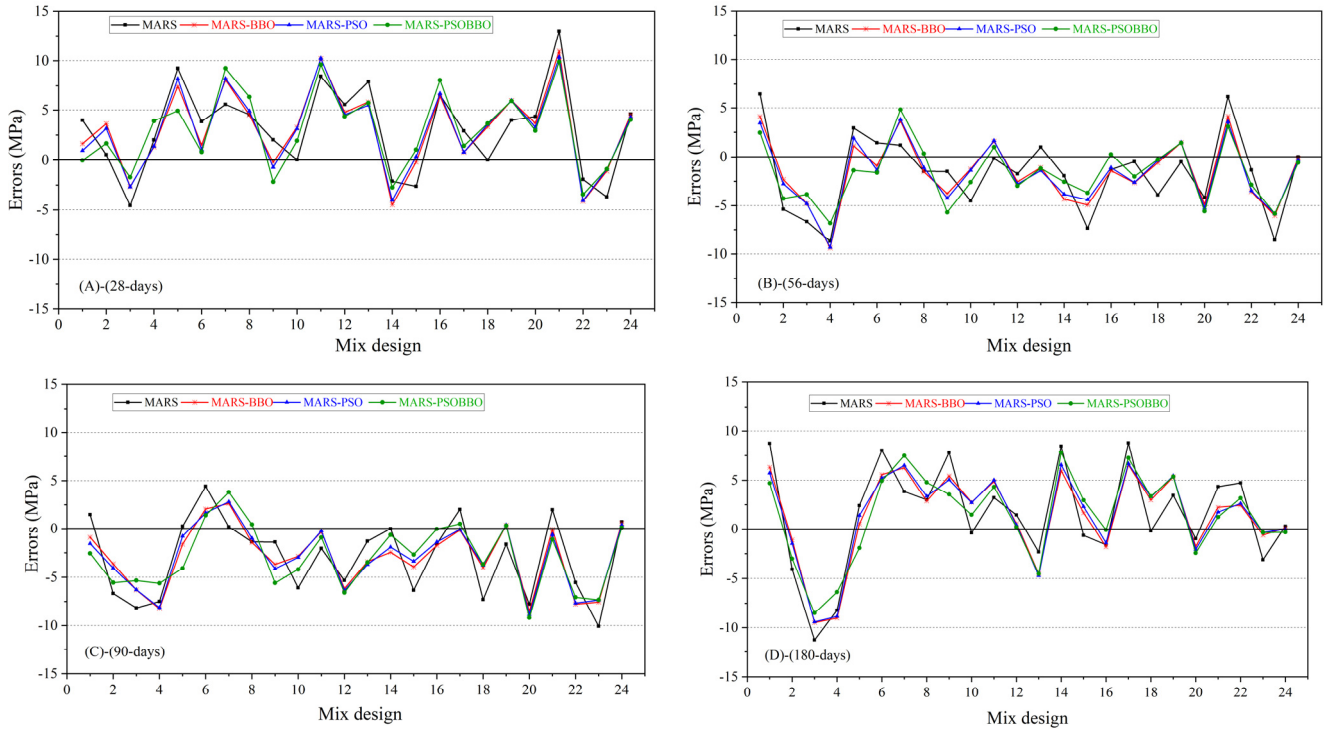 MARS MARS-BBO MARS-PSO MARS-PSOBBO
15
10
5
0
-5
-10
-15
Errors (MPa)
(A)-(28-days)
0 2 4 6 8 10 12 14 16 18 20 22 24
Mix design
MARS MARS-BBO MARS-PSO MARS-PSOBBO
15
10
5
0
-5
-10
-15
Errors (MPa)
(B)-(56-days)
0 2 4 6 8 10 12 14 16 18 20 22 24
Mix design
MARS MARS-BBO MARS-PSO MARS-PSOBBO
15
10
5
0
-5
-10
-15
Errors (MPa)
(C)-(90-days)
0 2 4 6 8 10 12 14 16 18 20 22 24
Mix design
MARS MARS-BBO MARS-PSO MARS-PSOBBO
15
10
5
0
-5
-10
-15
Errors (MPa)
(D)-(180-days)
0 2 4 6 8 10 12 14 16 18 20 22 24
Mix design